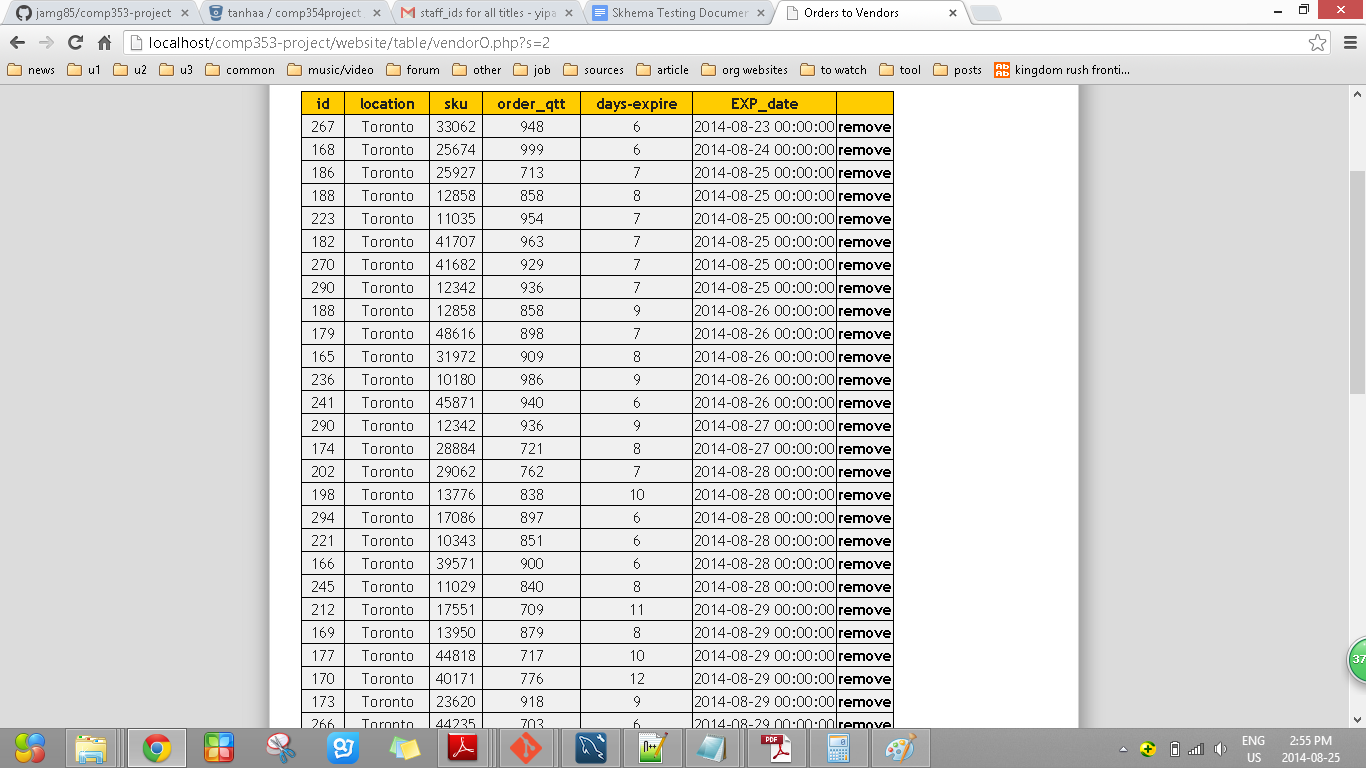 jamg85/comp353-project
tanhaa / comp354project
staff_ids for all titles - yipa
Skhema Testing Documen
Orders to Vendors
localhost/comp353-project/website/table/vendorO.php?s=2
news u1 u2 u3 common music/video forum other job sources article org websites to watch tool posts kingdom rush fronti...
id location sku order_qtt days-expire EXP_date
267 Toronto 33062 948 6 2014-08-23 00:00:00 remove
168 Toronto 25674 999 6 2014-08-24 00:00:00 remove
186 Toronto 25927 713 7 2014-08-25 00:00:00 remove
188 Toronto 12858 858 8 2014-08-25 00:00:00 remove
223 Toronto 11035 954 7 2014-08-25 00:00:00 remove
182 Toronto 41707 963 7 2014-08-25 00:00:00 remove
270 Toronto 41682 929 7 2014-08-25 00:00:00 remove
290 Toronto 12342 936 7 2014-08-25 00:00:00 remove
188 Toronto 12858 858 9 2014-08-26 00:00:00 remove
179 Toronto 48616 898 7 2014-08-26 00:00:00 remove
165 Toronto 31972 909 8 2014-08-26 00:00:00 remove
236 Toronto 10180 986 9 2014-08-26 00:00:00 remove
241 Toronto 45871 940 6 2014-08-26 00:00:00 remove
290 Toronto 12342 936 9 2014-08-27 00:00:00 remove
174 Toronto 28884 721 8 2014-08-27 00:00:00 remove
202 Toronto 29062 762 7 2014-08-28 00:00:00 remove
198 Toronto 13776 838 10 2014-08-28 00:00:00 remove
294 Toronto 17086 897 6 2014-08-28 00:00:00 remove
221 Toronto 10343 851 6 2014-08-28 00:00:00 remove
166 Toronto 39571 900 6 2014-08-28 00:00:00 remove
245 Toronto 11029 840 8 2014-08-28 00:00:00 remove
212 Toronto 17551 709 11 2014-08-29 00:00:00 remove
169 Toronto 13950 879 8 2014-08-29 00:00:00 remove
177 Toronto 44818 717 10 2014-08-29 00:00:00 remove
170 Toronto 40171 776 12 2014-08-29 00:00:00 remove
173 Toronto 23620 918 9 2014-08-29 00:00:00 remove
266 Toronto 44235 703 6 2014-08-29 00:00:00 remove
37
ENG 2:55 PM
US 2014-08-25